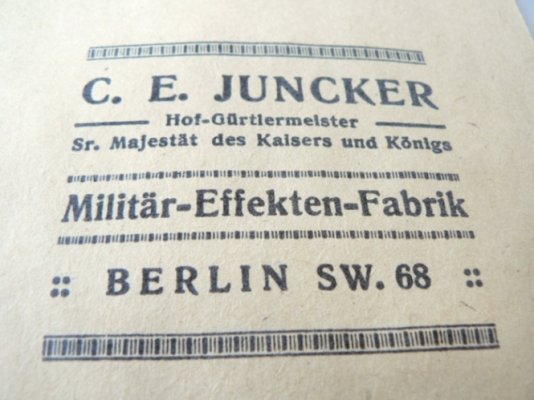 C. E. JUNCKER
Hof-Gürtlermeister
Sr. Majestät des Kaisers und Königs
Militär-Effekten-Fabrik
BERLIN SW. 68